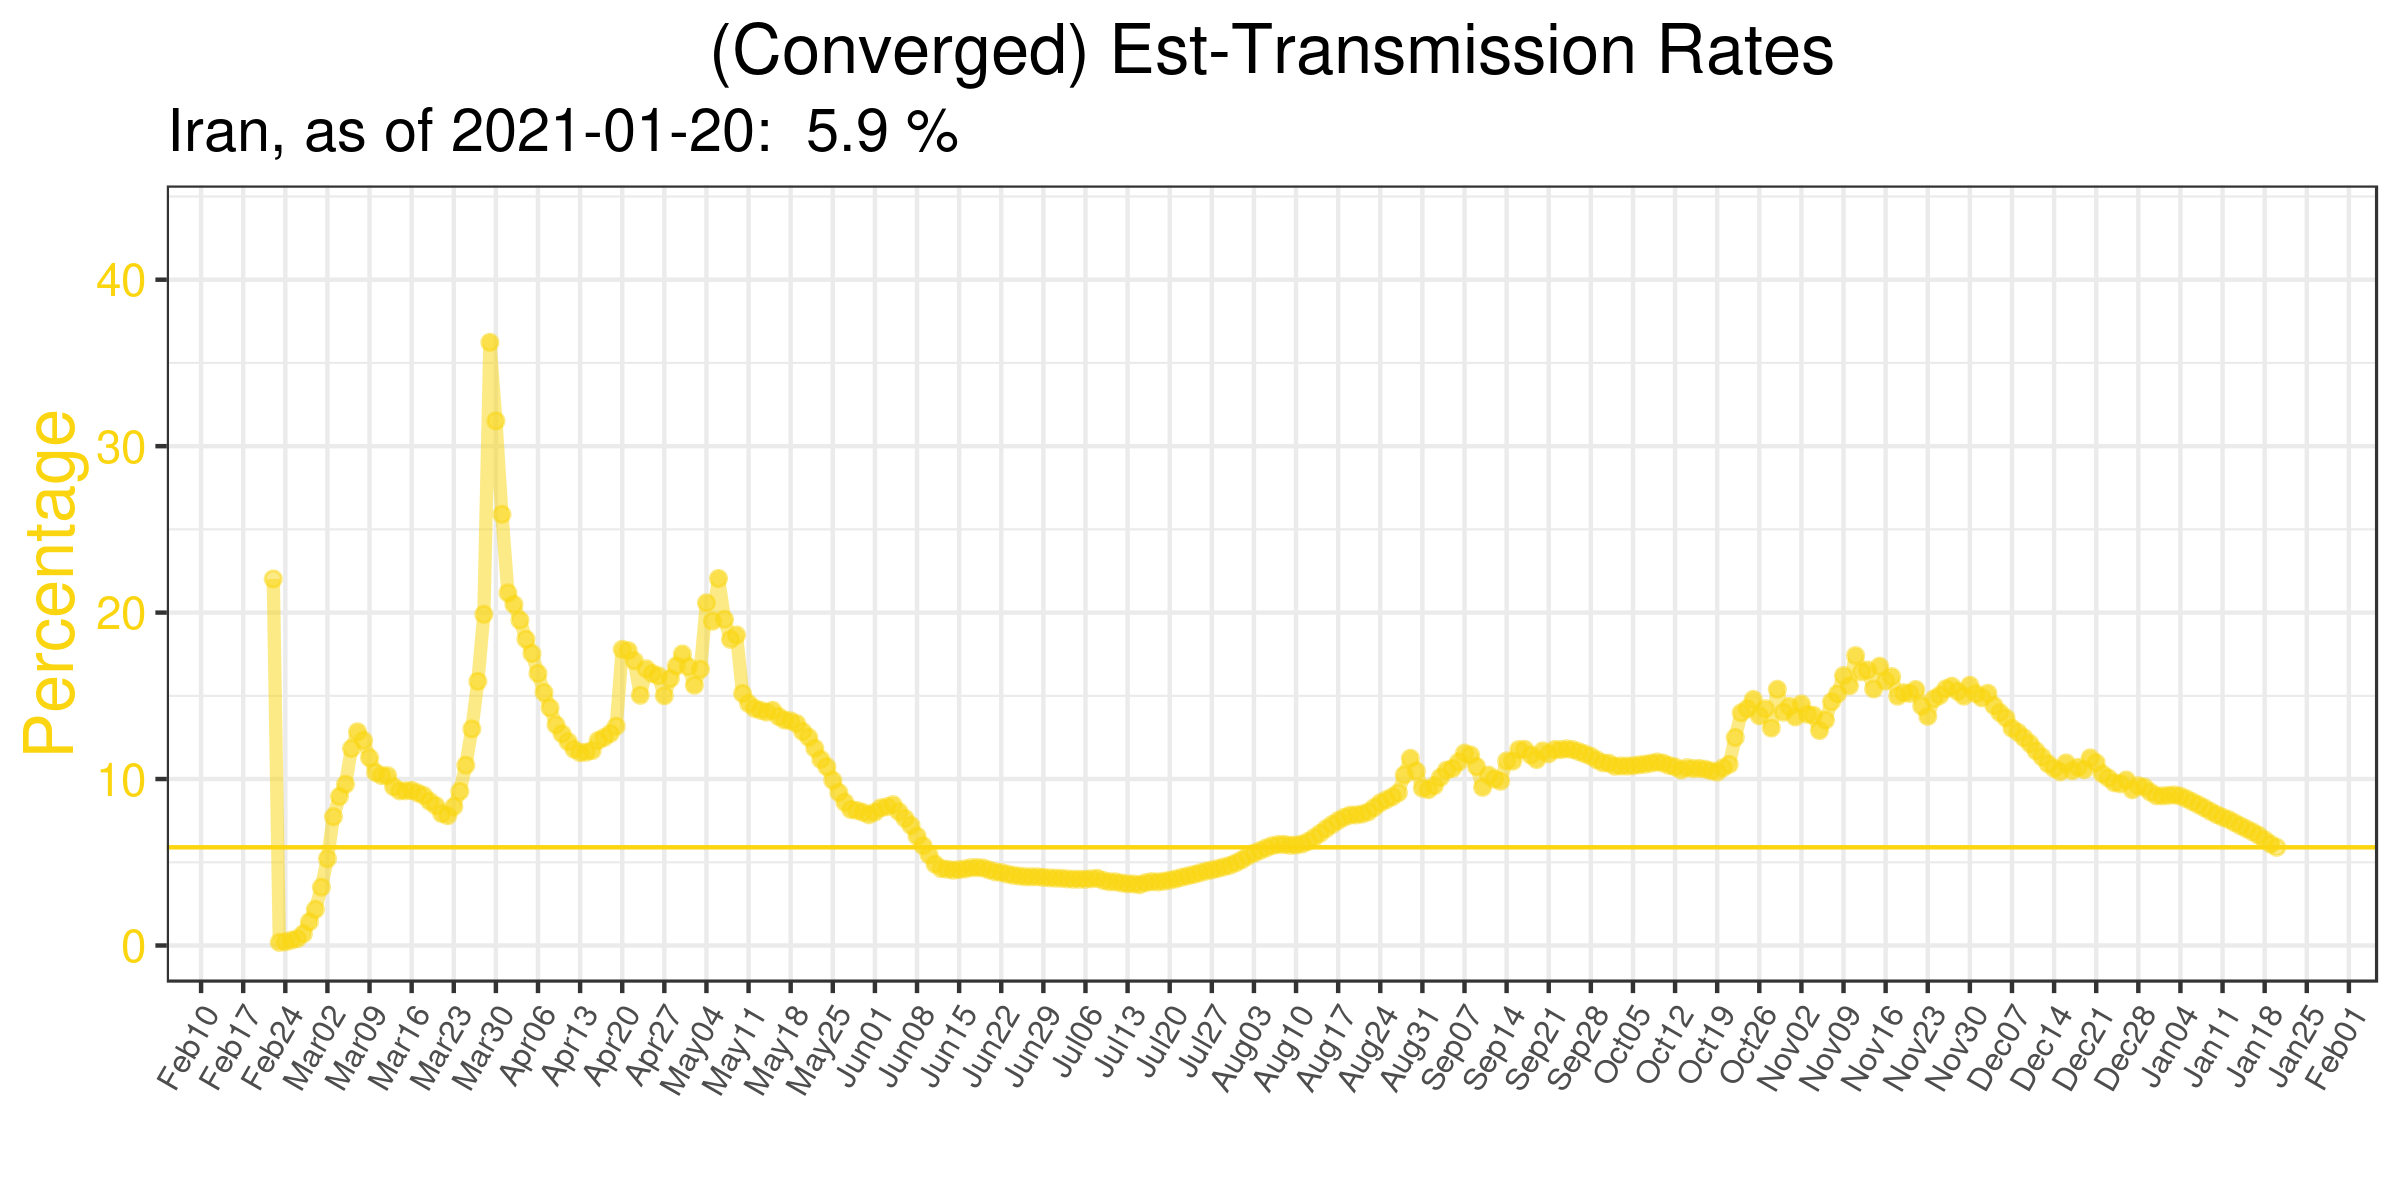 (Converged) Est-Transmission Rates
Iran, as of 2021-01-20:  5.9 %
Percentage
40
30
20
10
0
Feb10
Feb17
Feb24
Mar02
Mar09
Mar16
Mar23
Mar30
Apr06
Apr13
Apr20
Apr27
May04
May11
May18
May25
Jun01
Jun08
Jun15
Jun22
Jun29
Jul06
Jul13
Jul20
Jul27
Aug03
Aug10
Aug17
Aug24
Aug31
Sep07
Sep14
Sep21
Sep28
Oct05
Oct12
Oct19
Oct26
Nov02
Nov09
Nov16
Nov23
Nov30
Dec07
Dec14
Dec21
Dec28
Jan04
Jan11
Jan18
Jan25
Feb01